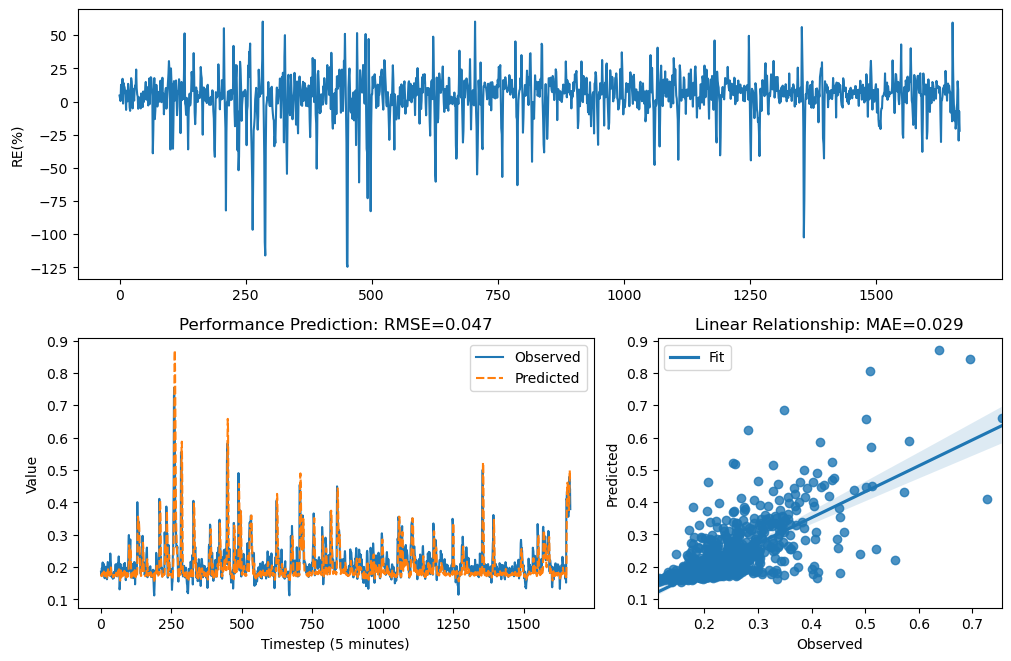 RE(%)
50
25
0
−25
−50
−75
−100
−125
0 250 500 750 1000 1250 1500
Performance Prediction: RMSE=0.047
Value
0.9
0.8
0.7
0.6
0.5
0.4
0.3
0.2
0.1
Observed
Predicted
0 250 500 750 1000 1250 1500
Timestep (5 minutes)
Linear Relationship: MAE=0.029
Predicted
0.9
0.8
0.7
0.6
0.5
0.4
0.3
0.2
0.1
Fit
0.2 0.3 0.4 0.5 0.6 0.7
Observed